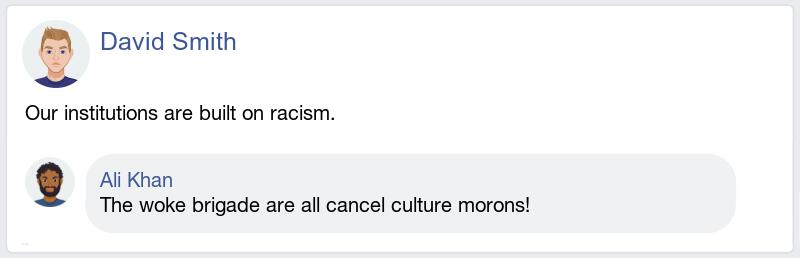 David Smith
Our institutions are built on racism.
Ali Khan
The woke brigade are all cancel culture morons!